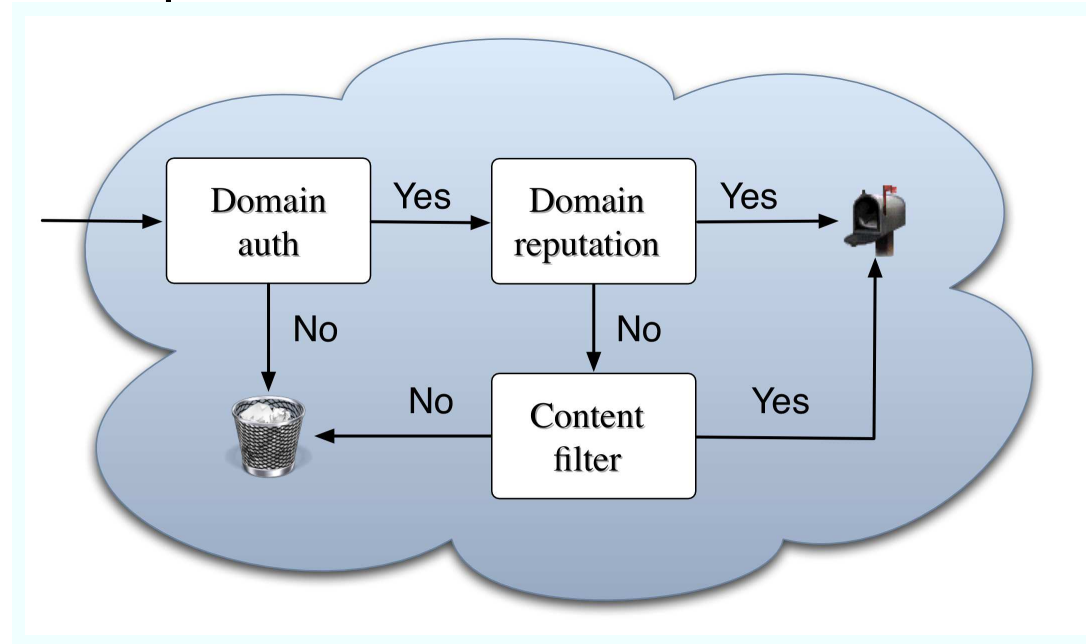 Domain
auth
Yes
Domain
reputation
Yes
No
No
No
Content
filter
Yes